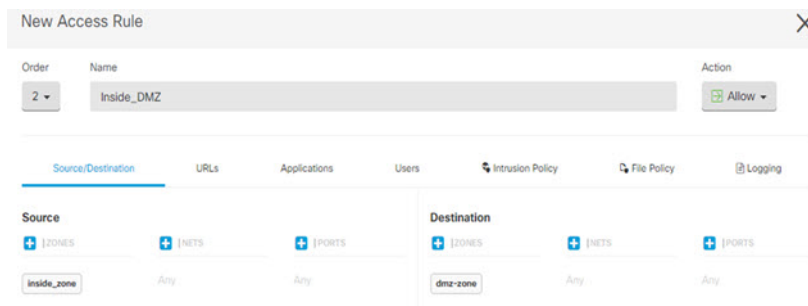 New Access Rule
Order Name Action
2 Inside_DMZ Allow
Source/Destination URLs Applications Users Intrusion Policy File Policy Logging
Source Destination
ZONES NETS PORTS ZONES NETS PORTS
inside_zone Any Any dmz-zone Any Any